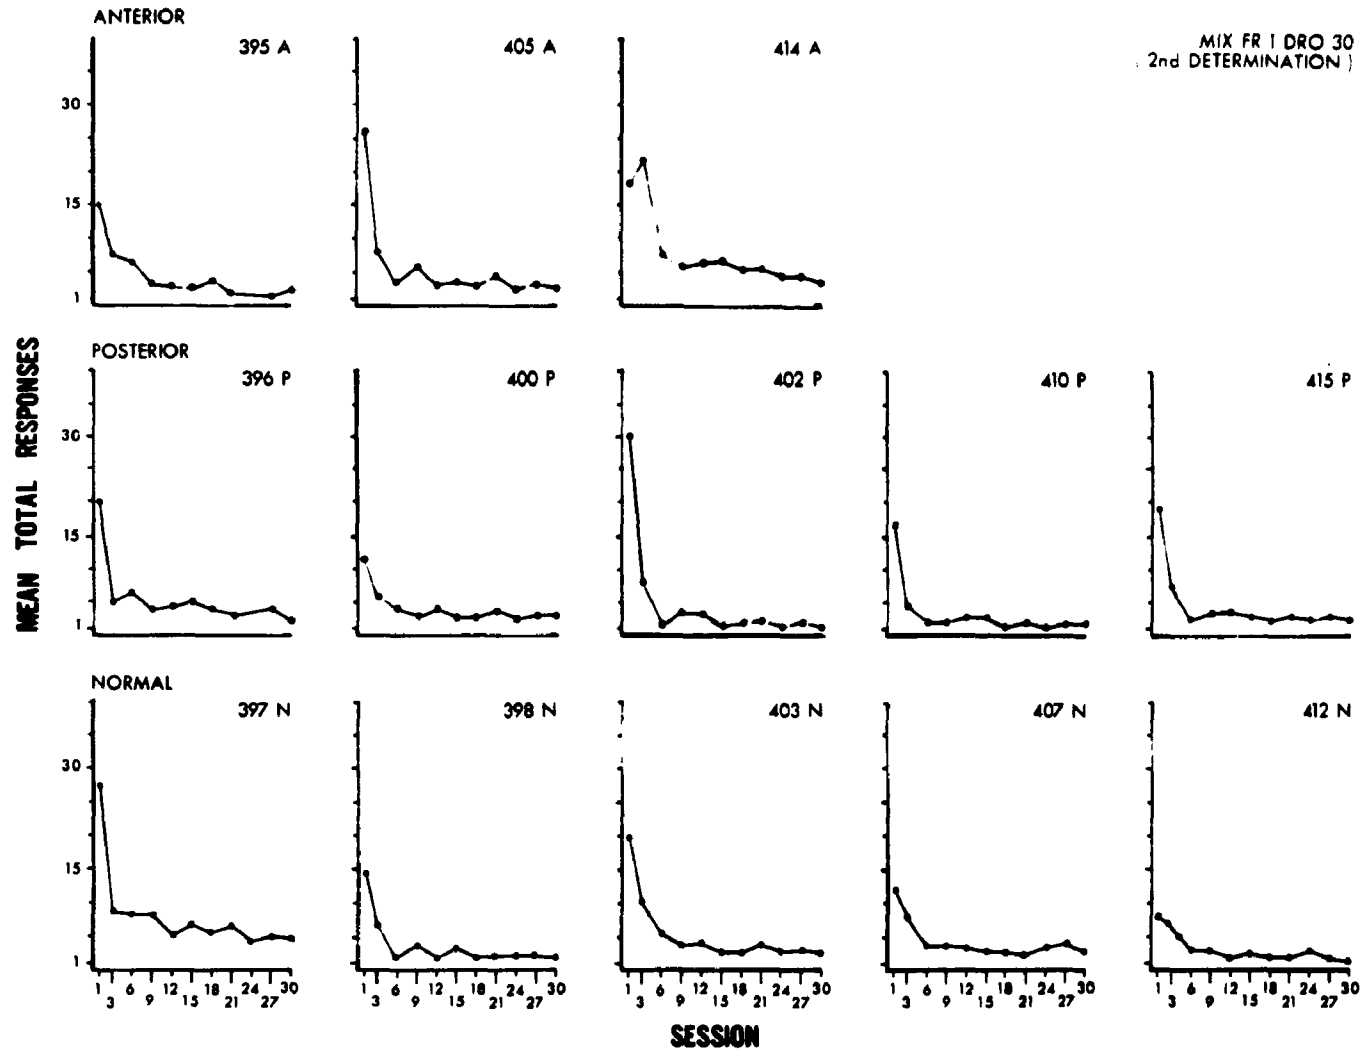 ANTERIOR
395 A
405 A
414 A
MIX FR 1 DRO 30
( 2nd DETERMINATION )
30
15
1
POSTERIOR
396 P
400 P
402 P
410 P
415 P
30
15
1
MEAN TOTAL RESPONSES
NORMAL
397 N
398 N
403 N
407 N
412 N
30
15
1
1 3 6 9 12 15 18 21 24 27 30
1 3 6 9 12 15 18 21 24 27 30
1 3 6 9 12 15 18 21 24 27 30
1 3 6 9 12 15 18 21 24 27 30
1 3 6 9 12 15 18 21 24 27 30
SESSION